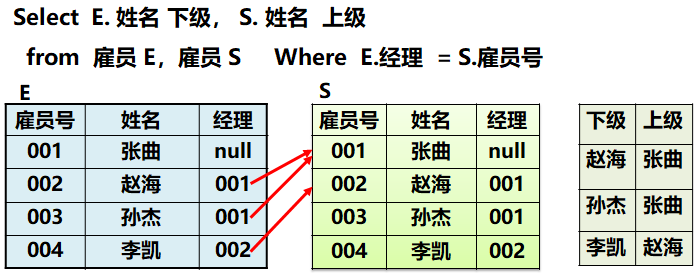 Select E. 姓名 下级， S. 姓名 上级
from 雇员 E，雇员 S Where E.经理 = S.雇员号
E
雇员号 姓名 经理
001 张曲 null
002 赵海 001
003 孙杰 001
004 李凯 002
S
雇员号 姓名 经理
001 张曲 null
002 赵海 001
003 孙杰 001
004 李凯 002
下级 上级
赵海 张曲
孙杰 张曲
李凯 赵海